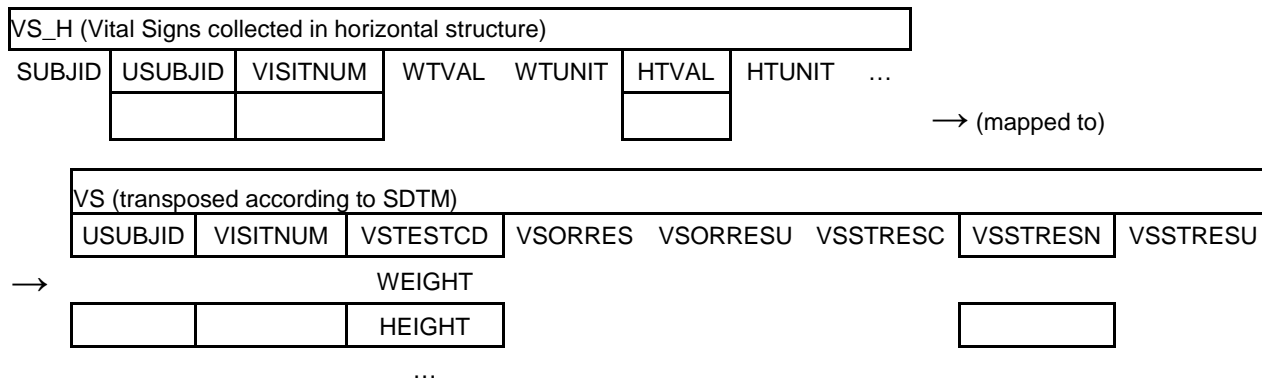 VS_H (Vital Signs collected in horizontal structure)
SUBJID USUBJID VISITNUM WTVAL WTUNIT HTVAL HTUNIT …
→ (mapped to)
VS (transposed according to SDTM)
USUBJID VISITNUM VSTESTCD VSORRES VSORRESU VSSTRESC VSSTRESN VSSTRESU
→ WEIGHT
HEIGHT
…